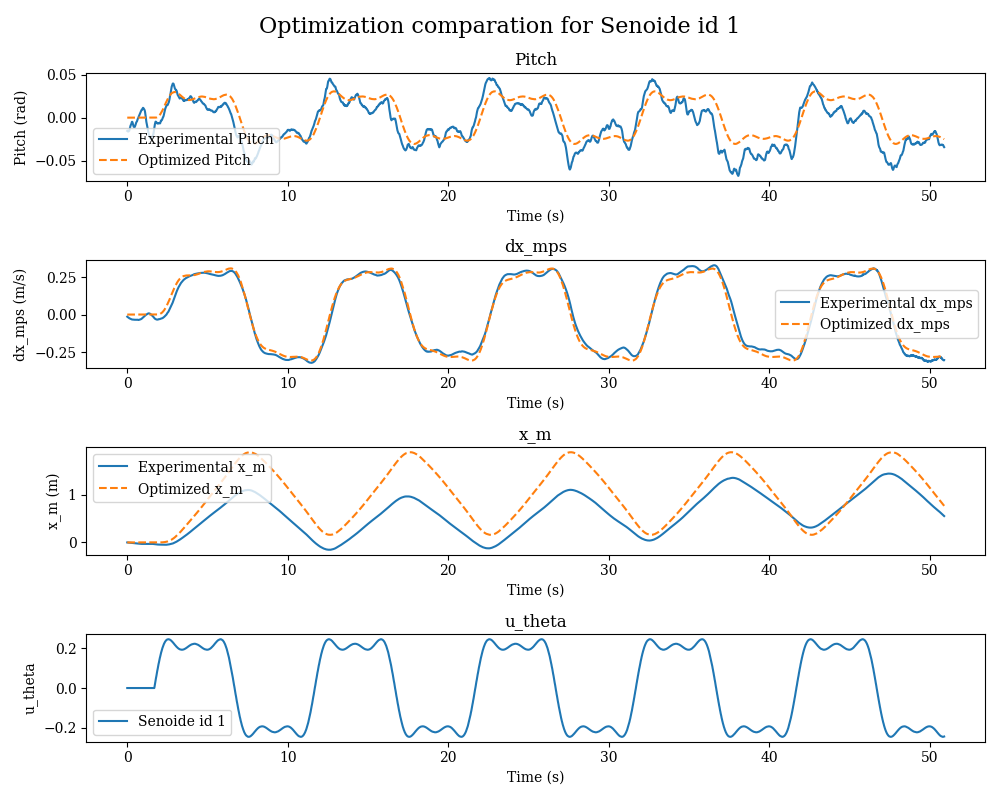 Optimization comparation for Senoide id 1
Pitch
Pitch (rad)
0.05
0.00
−0.05
Experimental Pitch
Optimized Pitch
0 10 20 30 40 50
Time (s)
dx_mps
dx_mps (m/s)
0.25
0.00
−0.25
Experimental dx_mps
Optimized dx_mps
0 10 20 30 40 50
Time (s)
x_m
x_m (m)
1
0
Experimental x_m
Optimized x_m
0 10 20 30 40 50
Time (s)
u_theta
u_theta
0.2
0.0
−0.2
Senoide id 1
0 10 20 30 40 50
Time (s)